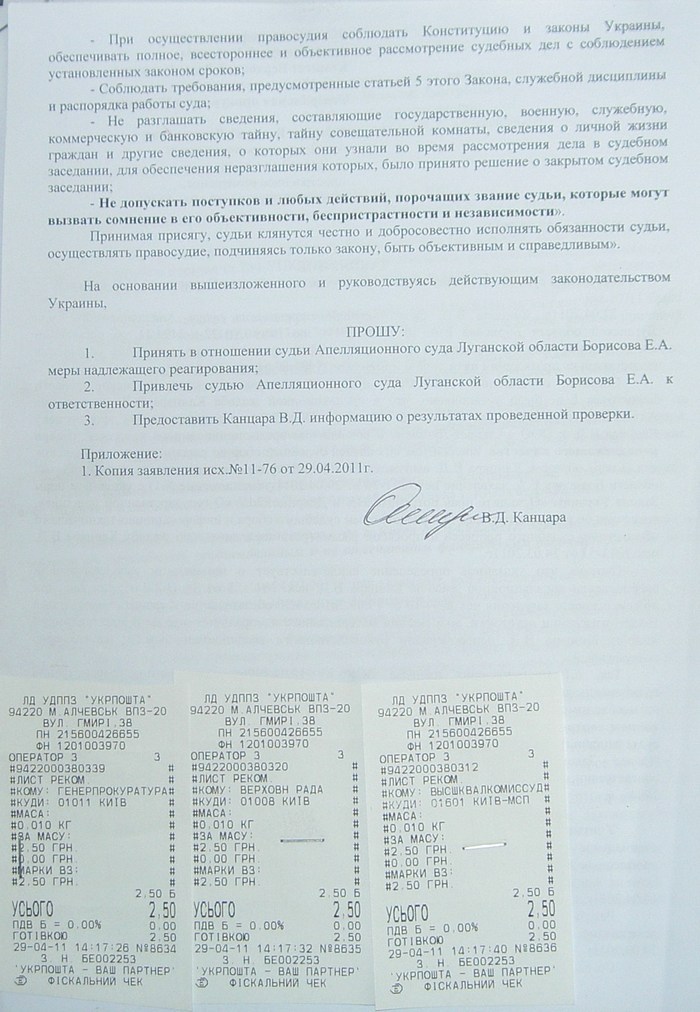 - При осуществлении правосудия соблюдать Конституцию и законы Украины,
обеспечивать полное, всестороннее и объективное рассмотрение судебных дел с соблюдением
установленных законом сроков;
- Соблюдать требования, предусмотренные статьей 5 этого Закона, служебной дисциплины
и распорядка работы суда;
- Не разглашать сведения, составляющие государственную, военную, служебную,
коммерческую и банковскую тайну, тайну совещательной комнаты, сведения о личной жизни
граждан и другие сведения, о которых они узнали во время рассмотрения дела в судебном
заседании, для обеспечения неразглашения которых, было принято решение о закрытом судебном
заседании;
- Не допускать поступков и любых действий, порочащих звание судьи, которые могут
вызвать сомнение в его объективности, беспристрастности и независимости».
Принимая присягу, судьи клянутся честно и добросовестно исполнять обязанности судьи,
осуществлять правосудие, подчиняясь только закону, быть объективным и справедливым».
На основании вышеизложенного и руководствуясь действующим законодательством
Украины,
ПРОШУ:
1. Принять в отношении судьи Апелляционного суда Луганской области Борисова Е.А.
меры надлежащего реагирования;
2. Привлечь судью Апелляционного суда Луганской области Борисова Е.А. к
ответственности;
3. Предоставить Канцара В.Д. информацию о результатах проведенной проверки.
Приложение:
1. Копия заявления исх.№11-76 от 29.04.2011г.
В.Д. Канцара
ЛД УДППЗ "УКРПОШТА"
94220 М.АЛЧЕВСЬК ВПЗ-20
ВУЛ. ГМИРІ.38
ПН 215600426655
ФН 1201003970
ОПЕРАТОР 3 3
#9422000380339 #
#ЛИСТ РЕКОМ. #
#КОМУ: ГЕНЕРПРОКУРАТУРА#
#КУДИ: 01011 КИЇВ #
#МАСА: #
#0.010 КГ #
#ЗА МАСУ: #
#2.50 ГРН. #
#0.00 ГРН. #
#МАРКИ ВЗ: #
#2.50 ГРН. #
2.50 Б
УСЬОГО 2,50
ПДВ Б = 0.00% 0.00
ГОТІВКОЮ 2.50
29-04-11 14:17:26 №8634
З. Н. БЕ002253
'УКРПОШТА - ВАШ ПАРТНЕР'
ФІСКАЛНИЙ ЧЕК
ЛД УДППЗ "УКРПОШТА"
94220 М.АЛЧЕВСЬК ВПЗ-20
ВУЛ. ГМИРІ.38
ПН 215600426655
ФН 1201003970
ОПЕРАТОР 3 3
#9422000380320 #
#ЛИСТ РЕКОМ. #
#КОМУ: ВЕРХОВН РАДА #
#КУДИ: 01008 КИЇВ #
#МАСА: #
#0.010 КГ #
#ЗА МАСУ: #
#2.50 ГРН. #
#0.00 ГРН. #
#МАРКИ ВЗ: #
#2.50 ГРН. #
2.50 Б
УСЬОГО 2,50
ПДВ Б = 0.00% 0.00
ГОТІВКОЮ 2.50
29-04-11 14:17:32 №8635
З. Н. БЕ002253
'УКРПОШТА - ВАШ ПАРТНЕР'
ФІСКАЛНИЙ ЧЕК
ЛД УДППЗ "УКРПОШТА"
94220 М.АЛЧЕВСЬК ВПЗ-20
ВУЛ. ГМИРІ.38
ПН 215600426655
ФН 1201003970
ОПЕРАТОР 3 3
#9422000380312 #
#ЛИСТ РЕКОМ. #
#КОМУ: ВЫСШКВАЛКОМИССУД#
#КУДИ: 01601 КИЇВ-МСП #
#МАСА: #
#0.010 КГ #
#ЗА МАСУ: #
#2.50 ГРН. #
#0.00 ГРН. #
#МАРКИ ВЗ: #
#2.50 ГРН. #
2.50 Б
УСЬОГО 2,50
ПДВ Б = 0.00% 0.00
ГОТІВКОЮ 2.50
29-04-11 14:17:40 №8636
З. Н. БЕ002253
'УКРПОШТА - ВАШ ПАРТНЕР'
ФІСКАЛНИЙ ЧЕК